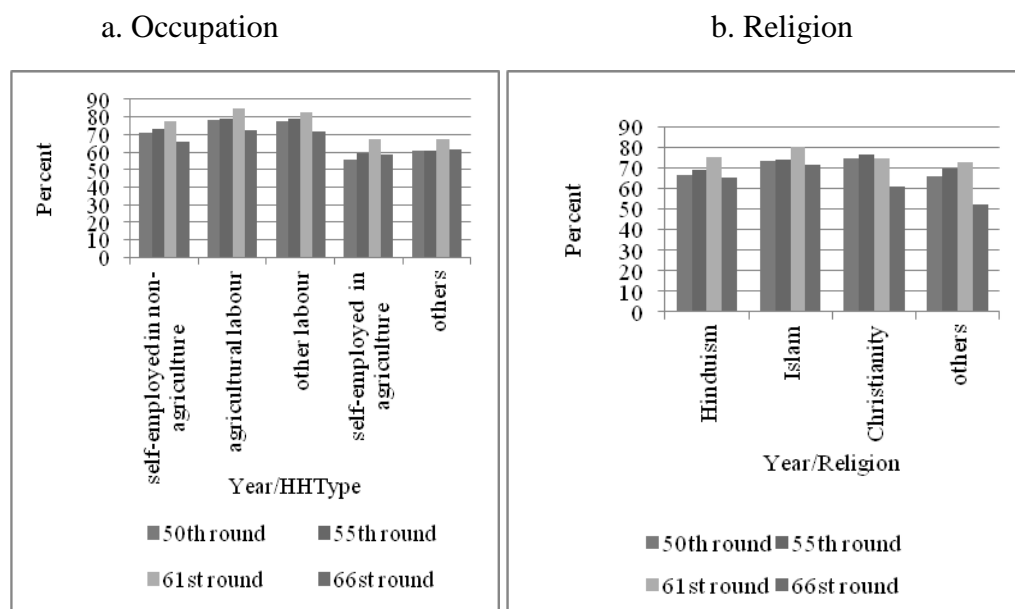 a. Occupation
b. Religion
Percent
90
80
70
60
50
40
30
20
10
0
self-employed in non-
agriculture
agricultural labour
other labour
self-employed in
agriculture
others
Year/HHType
50th round 55th round
61st round 66st round
Percent
90
80
70
60
50
40
30
20
10
0
Hinduism
Islam
Christianity
others
Year/Religion
50th round 55th round
61st round 66st round